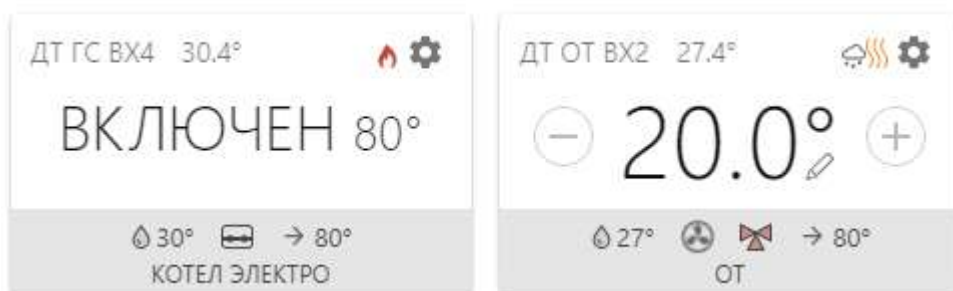 ДТ ГС ВХ4 30.4°
ВКЛЮЧЕН 80°
30° → 80°
КОТЕЛ ЭЛЕКТРО
ДТ ОТ ВХ2 27.4°
20.0°
27° → 80°
ОТ